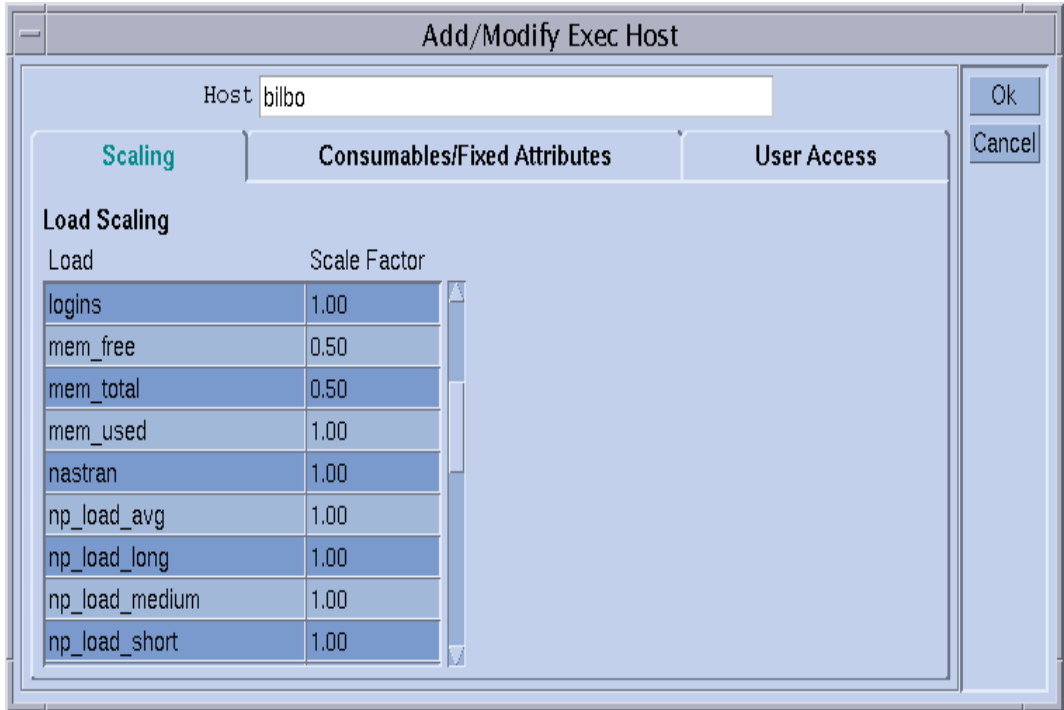 Add/Modify Exec Host
Host bilbo
Ok
Cancel
Scaling Consumables/Fixed Attributes User Access
Load Scaling
Load Scale Factor
logins 1.00
mem_free 0.50
mem_total 0.50
mem_used 1.00
nastran 1.00
np_load_avg 1.00
np_load_long 1.00
np_load_medium 1.00
np_load_short 1.00